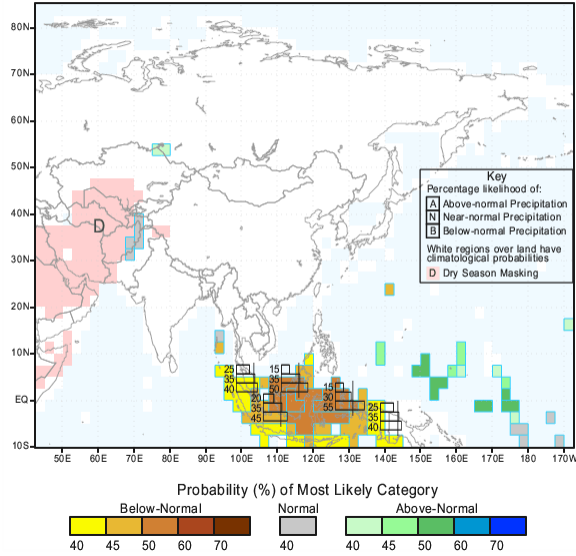 80N
70N
60N
50N
40N
30N
20N
10N
EQ
10S
50E
60E
70E
80E
90E
100E
110E
120E
130E
140E
150E
160E
170E
180
170W
D
Key
Percentage likelihood of:
A Above-normal Precipitation
N Near-normal Precipitation
B Below-normal Precipitation
White regions over land have
climatological probabilities
D Dry Season Masking
25
35
40
15
35
50
20
35
45
15
30
55
25
35
40
Probability (%) of Most Likely Category
Below-Normal Normal Above-Normal
40 45 50 60 70 40 40 45 50 60 70